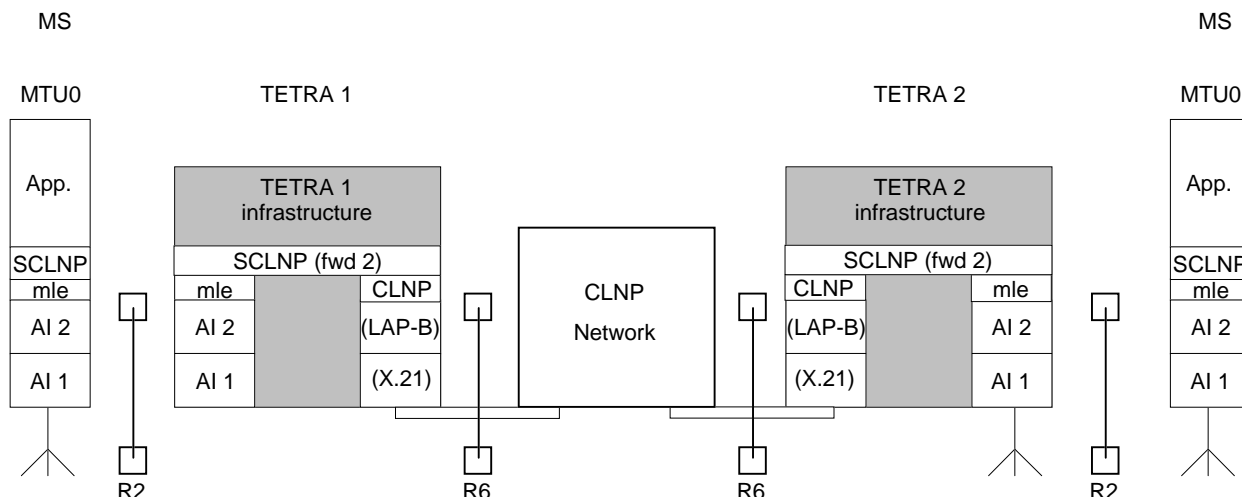 MS MS
MTU0 TETRA 1 TETRA 2 MTU0
App. TETRA 1 TETRA 2 App.
infrastructure infrastructure
SCLNP SCLNP (fwd 2) SCLNP (fwd 2) SCLNP
mle mle CLNP CLNP CLNP mle mle
AI 2 AI 2 (LAP-B) Network (LAP-B) AI 2 AI 2
AI 1 AI 1 (X.21) (X.21) AI 1 AI 1
R2 R6 R6 R2